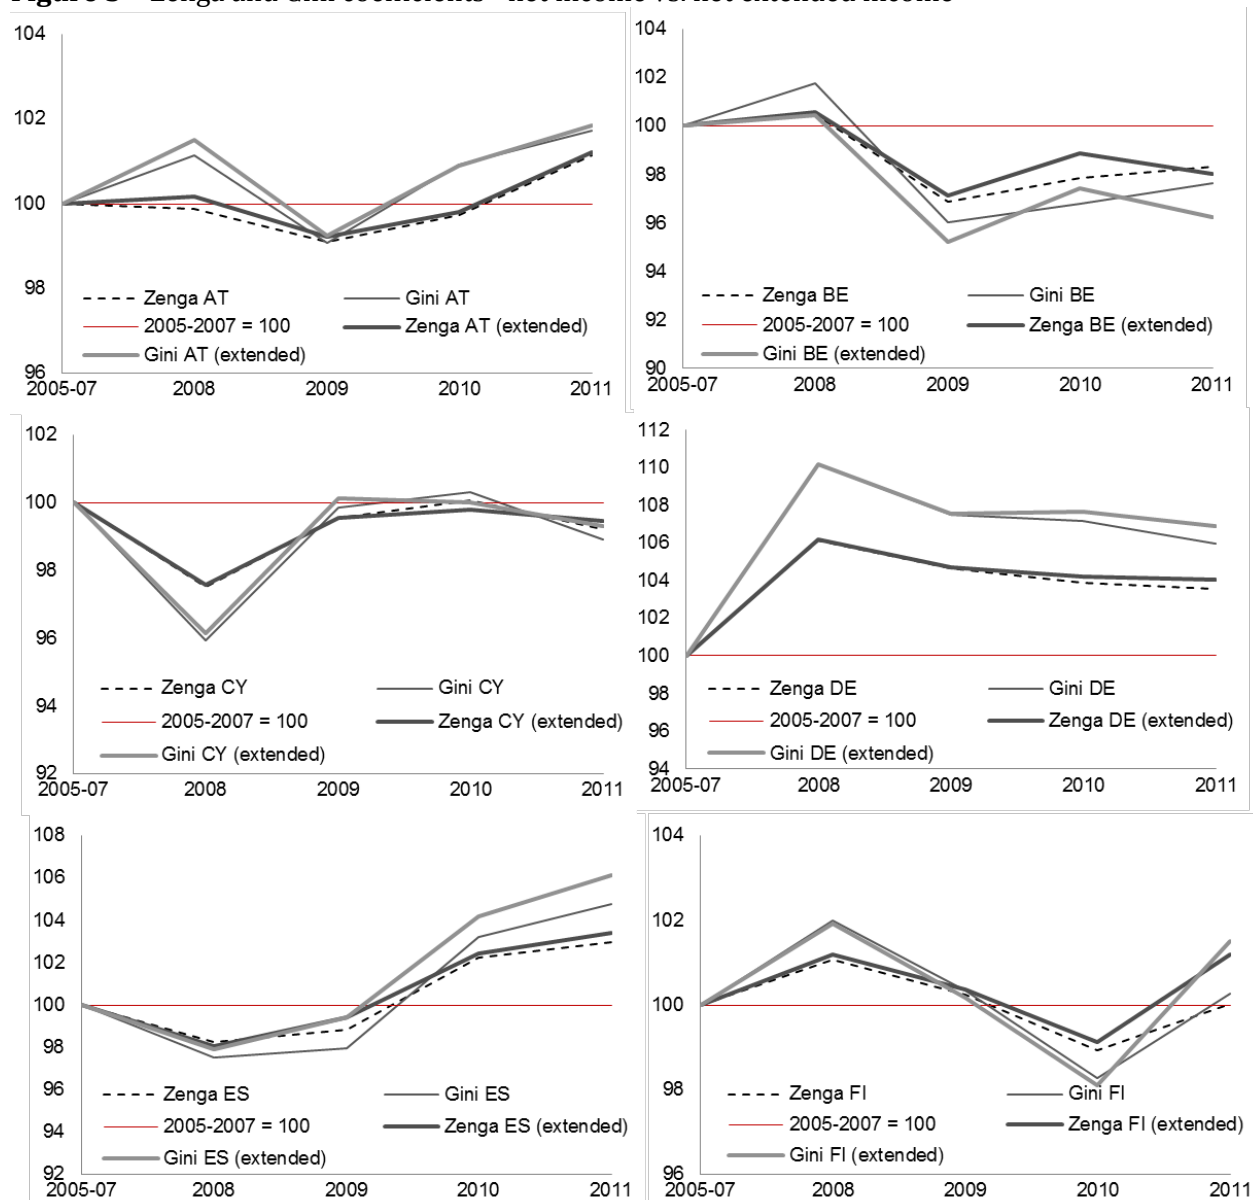 Figure Zenga and Gini coefficients - net income vs. net extended income
104
102
100
98
96
Zenga AT Gini AT
2005-2007 = 100 Zenga AT (extended)
Gini AT (extended)
2005-07 2008 2009 2010 2011
104
102
100
98
96
94
92
90
Zenga BE Gini BE
2005-2007 = 100 Zenga BE (extended)
Gini BE (extended)
2005-07 2008 2009 2010 2011
102
100
98
96
94
92
Zenga CY Gini CY
2005-2007 = 100 Zenga CY (extended)
Gini CY (extended)
2005-07 2008 2009 2010 2011
112
110
108
106
104
102
100
98
96
94
Zenga DE Gini DE
2005-2007 = 100 Zenga DE (extended)
Gini DE (extended)
2005-07 2008 2009 2010 2011
108
106
104
102
100
98
96
94
92
Zenga ES Gini ES
2005-2007 = 100 Zenga ES (extended)
Gini ES (extended)
2005-07 2008 2009 2010 2011
104
102
100
98
96
Zenga FI Gini FI
2005-2007 = 100 Zenga FI (extended)
Gini FI (extended)
2005-07 2008 2009 2010 2011